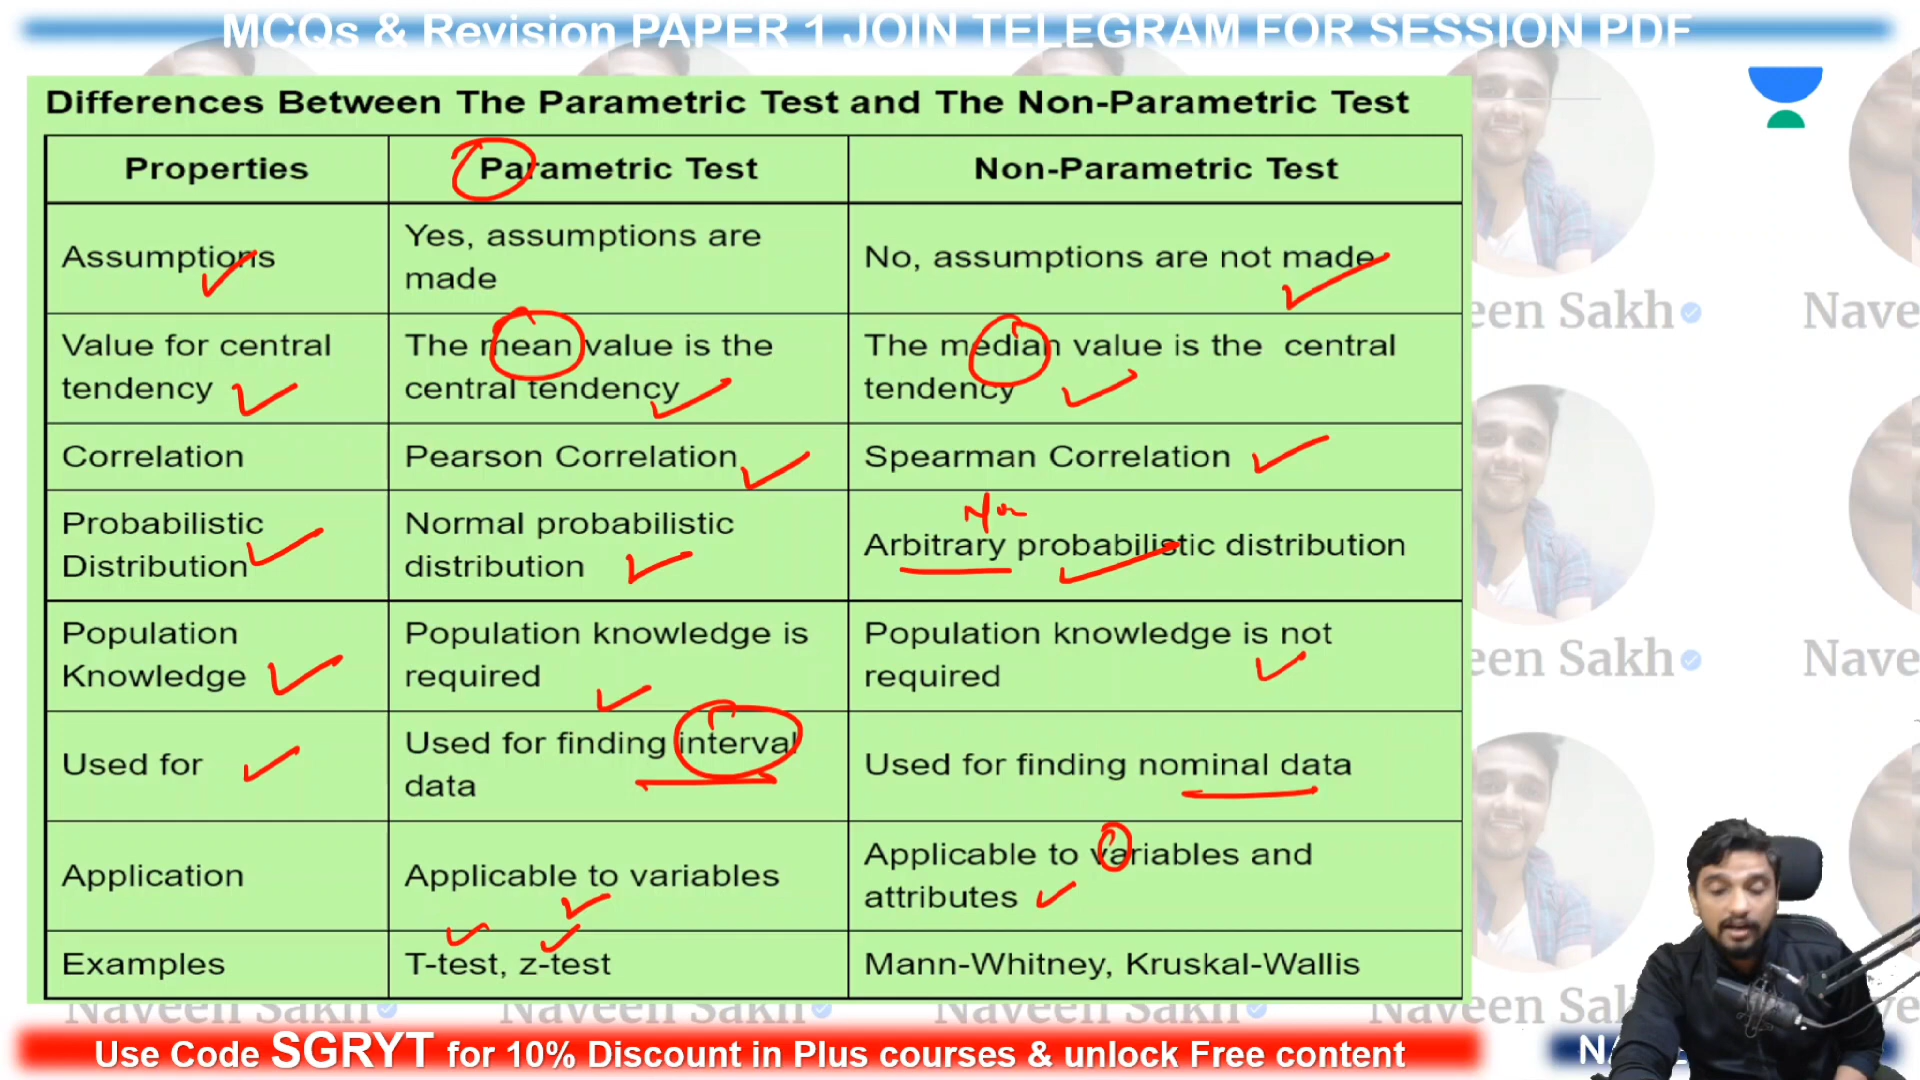 MCQs & Revision PAPER 1 JOIN TELEGRAM FOR SESSION PDF
Differences Between The Parametric Test and The Non-Parametric Test
Properties
Parametric Test
Non-Parametric Test
Assumptions
Yes, assumptions are
made
No, assumptions are not made
Value for central
tendency
The mean value is the
central tendency
The median value is the central
tendency
Correlation
Pearson Correlation
Spearman Correlation
Probabilistic
Distribution
Normal probabilistic
distribution
Arbitrary probabilistic distribution
Population
Knowledge
Population knowledge is
required
Population knowledge is not
required
Used for
Used for finding interval
data
Used for finding nominal data
Application
Applicable to variables
Applicable to variables and
attributes
Examples
T-test, z-test
Mann-Whitney, Kruskal-Wallis
een Sakh
Nave
een Sakh
Nave
Naveen Sakh
Naveen Sakh
Naveen Sakh
Naveen Sak
Use Code SGRYT for 10% Discount in Plus courses & unlock Free content